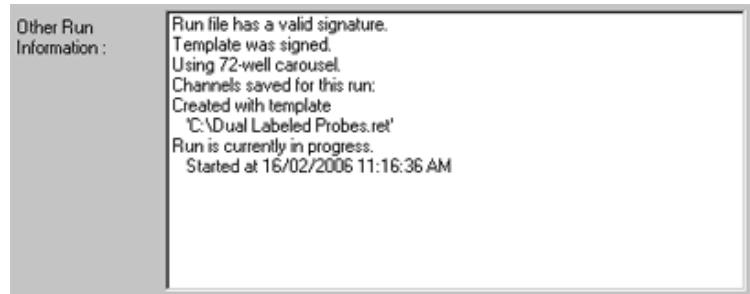 Other Run
Information :
Run file has a valid signature.
Template was signed.
Using 72-well carousel.
Channels saved for this run:
Created with template
'C:\Dual Labeled Probes.ret'
Run is currently in progress.
Started at 16/02/2006 11:16:36 AM